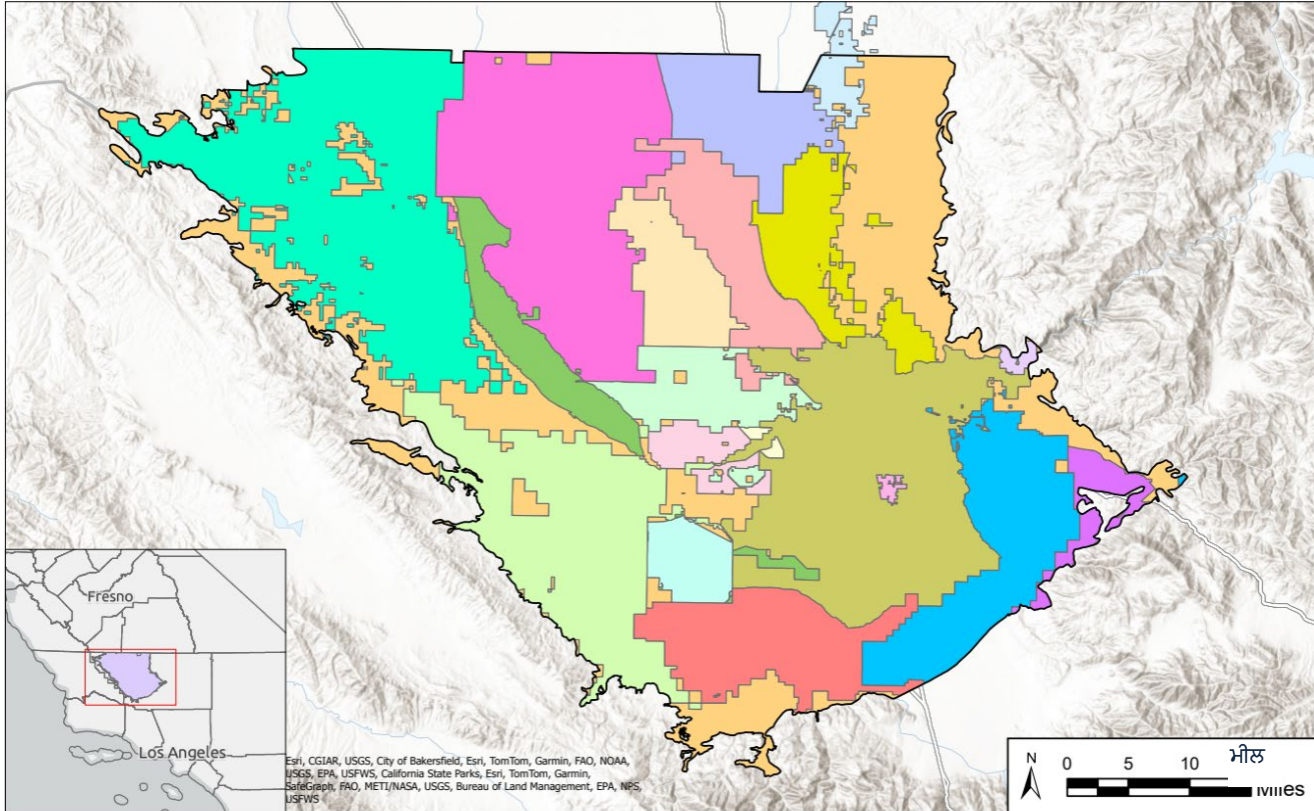 Fresno
Los Angeles
Esri, CGIAR, USGS, City of Bakersfield, Esri, TomTom, Garmin, FAO, NOAA,
USGS, EPA, USFWS, California State Parks, Esri, TomTom, Garmin,
SafeGraph, FAO, METI/NASA, USGS, Bureau of Land Management, EPA, NPS,
USFWS
N
0 5 10 ਮੀਲ
Miles